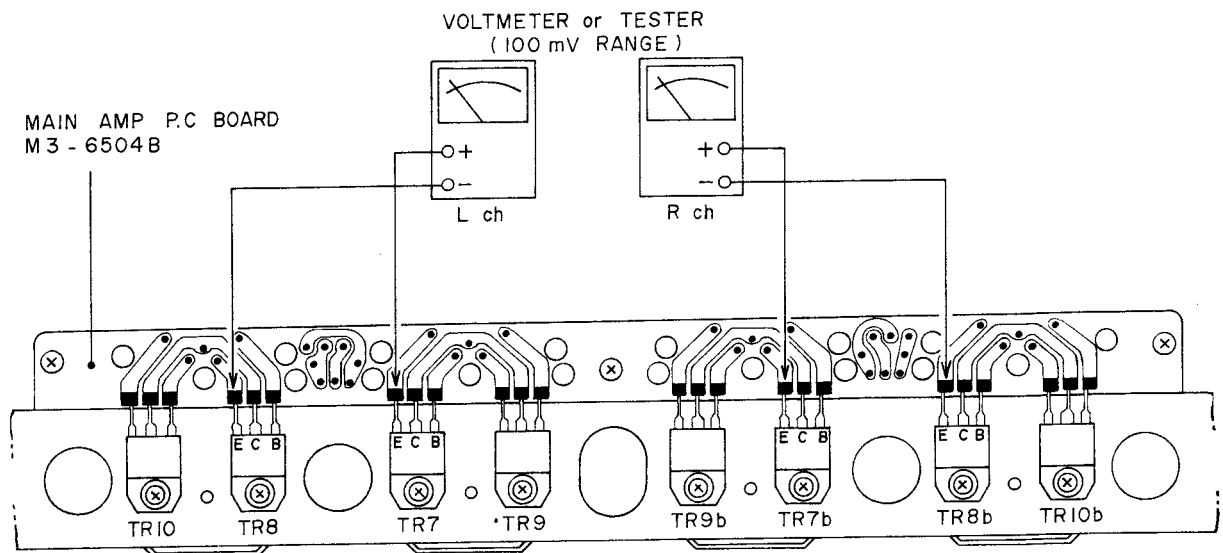 VOLTMETER or TESTER
(100 mV RANGE)
MAIN AMP P.C BOARD
M3-6504B
+
-
L ch
+
-
R ch
E C B
E C B
E C B
E C B
TR10
TR8
TR7
TR9
TR9b
TR7b
TR8b
TR10b